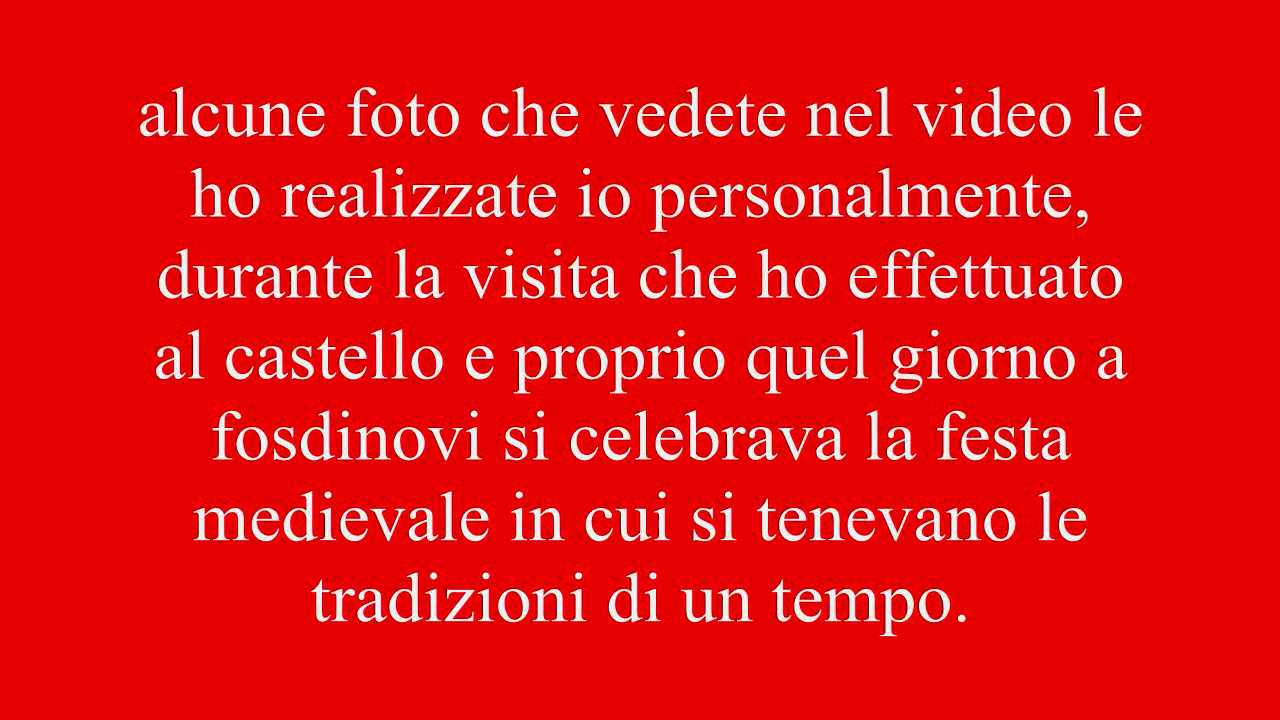 alcune foto che vedete nel video le
ho realizzate io personalmente,
durante la visita che ho effettuato
al castello e proprio quel giorno a
fosdinovi si celebrava la festa
medievale in cui si tenevano le
tradizioni di un tempo.